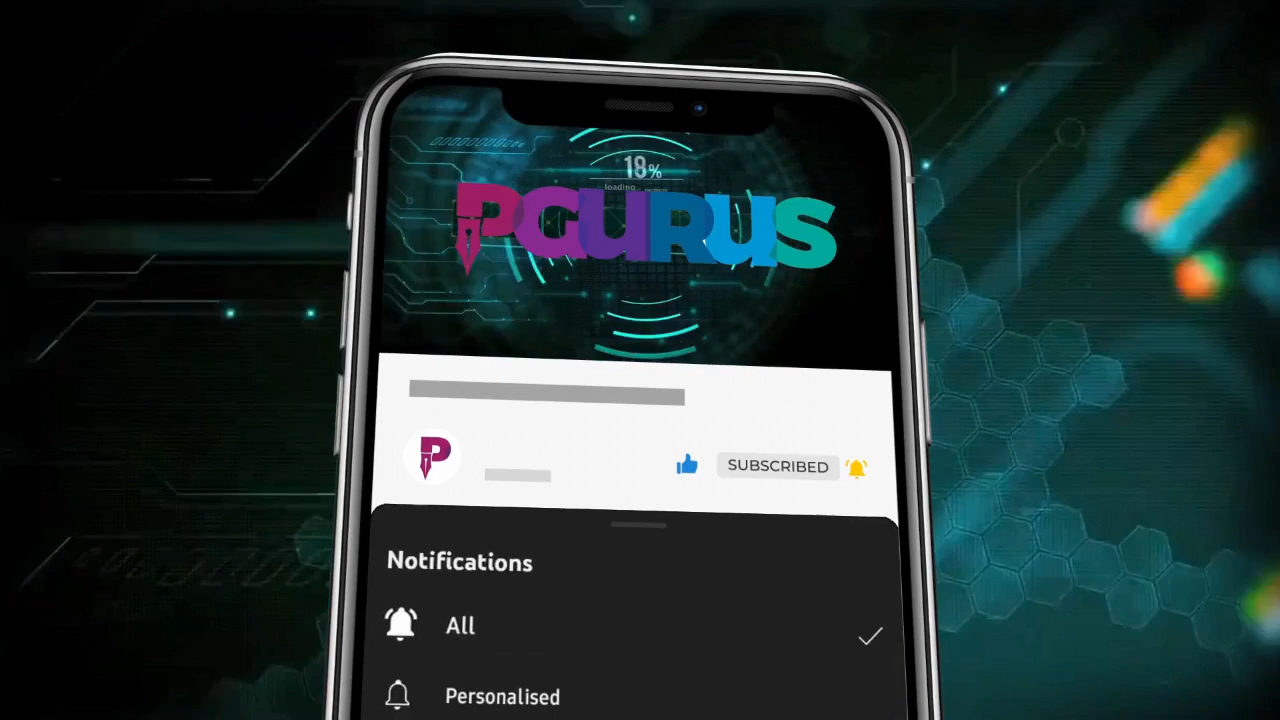 18%
loading
PGURUS
P
SUBSCRIBED
Notifications
All
Personalised